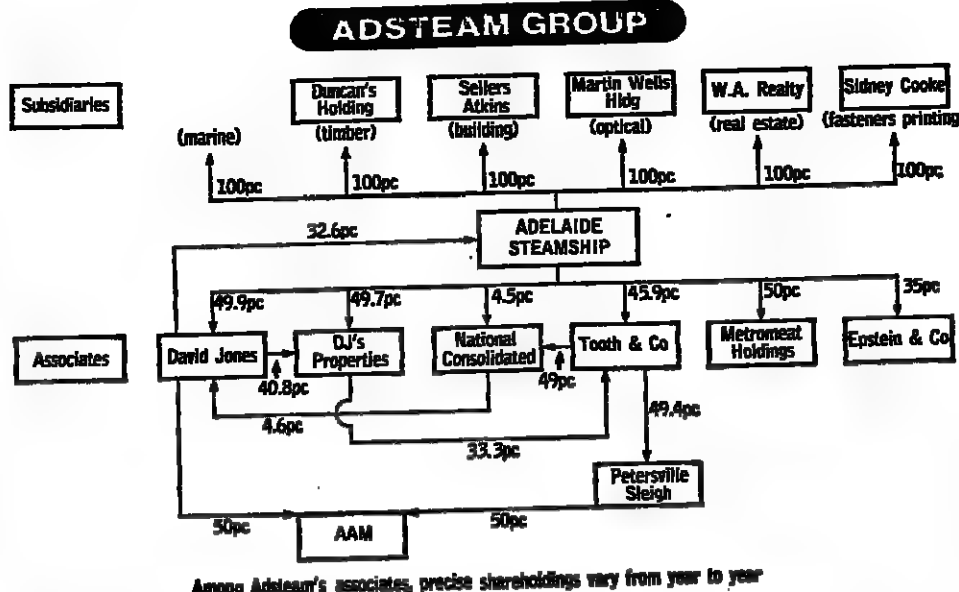 ADSTEAM GROUP
Subsidiaries
(marine)
Duncan's
Holding
(timber)
Sellers
Atkins
(building)
Martin Wells
Hldg
(optical)
W.A. Realty
(real estate)
Sidney Cooke
(fasteners printing
100pc
100pc
100pc
100pc
100pc
100pc
32.6pc
ADELAIDE
STEAMSHIP
49.9pc
49.7pc
4.5pc
45.9pc
50pc
35pc
Associates
David Jones
DJ's
Properties
National
Consolidated
Tooth & Co
Metromeat
Holdings
Epstein & Co
40.8pc
49pc
4.6pc
33.3pc
49.4pc
Petersville
Sleigh
50pc
AAM
50pc
Among Adsteam's associates, precise shareholdings vary from year to year